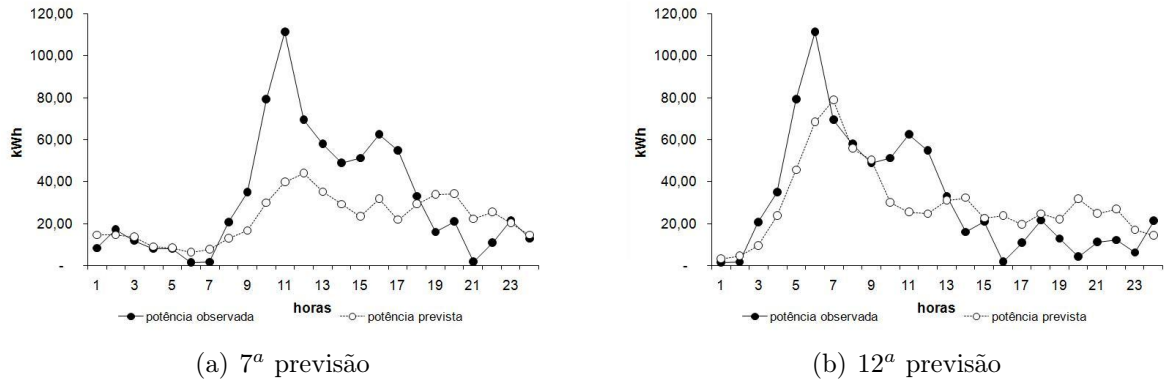 120,00
100,00
80,00
60,00
40,00
20,00
-
kWh
1 3 5 7 9 11 13 15 17 19 21 23
horas
potência observada potência prevista
(a) 7ª previsão
120,00
100,00
80,00
60,00
40,00
20,00
-
kWh
1 3 5 7 9 11 13 15 17 19 21 23
horas
potência observada potência prevista
(b) 12ª previsão